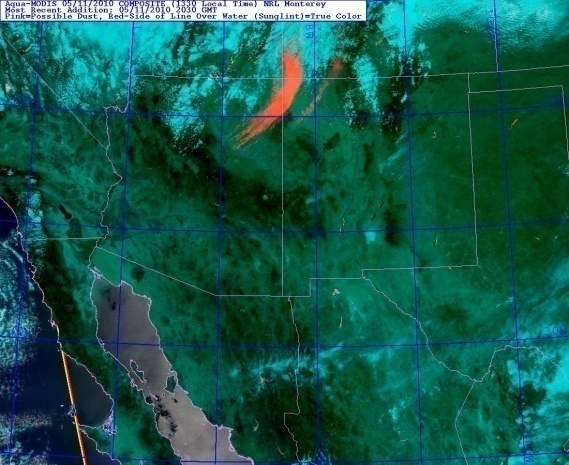 Aqua-MODIS 05/11/2010 COMPOSITE (1330 Local Time) NRL Monterey
Most Recent Addition: 05/11/2010 2030 GMT
Pink=Possible Dust, Red-Side of Line Over Water (Sunglint)=True Color